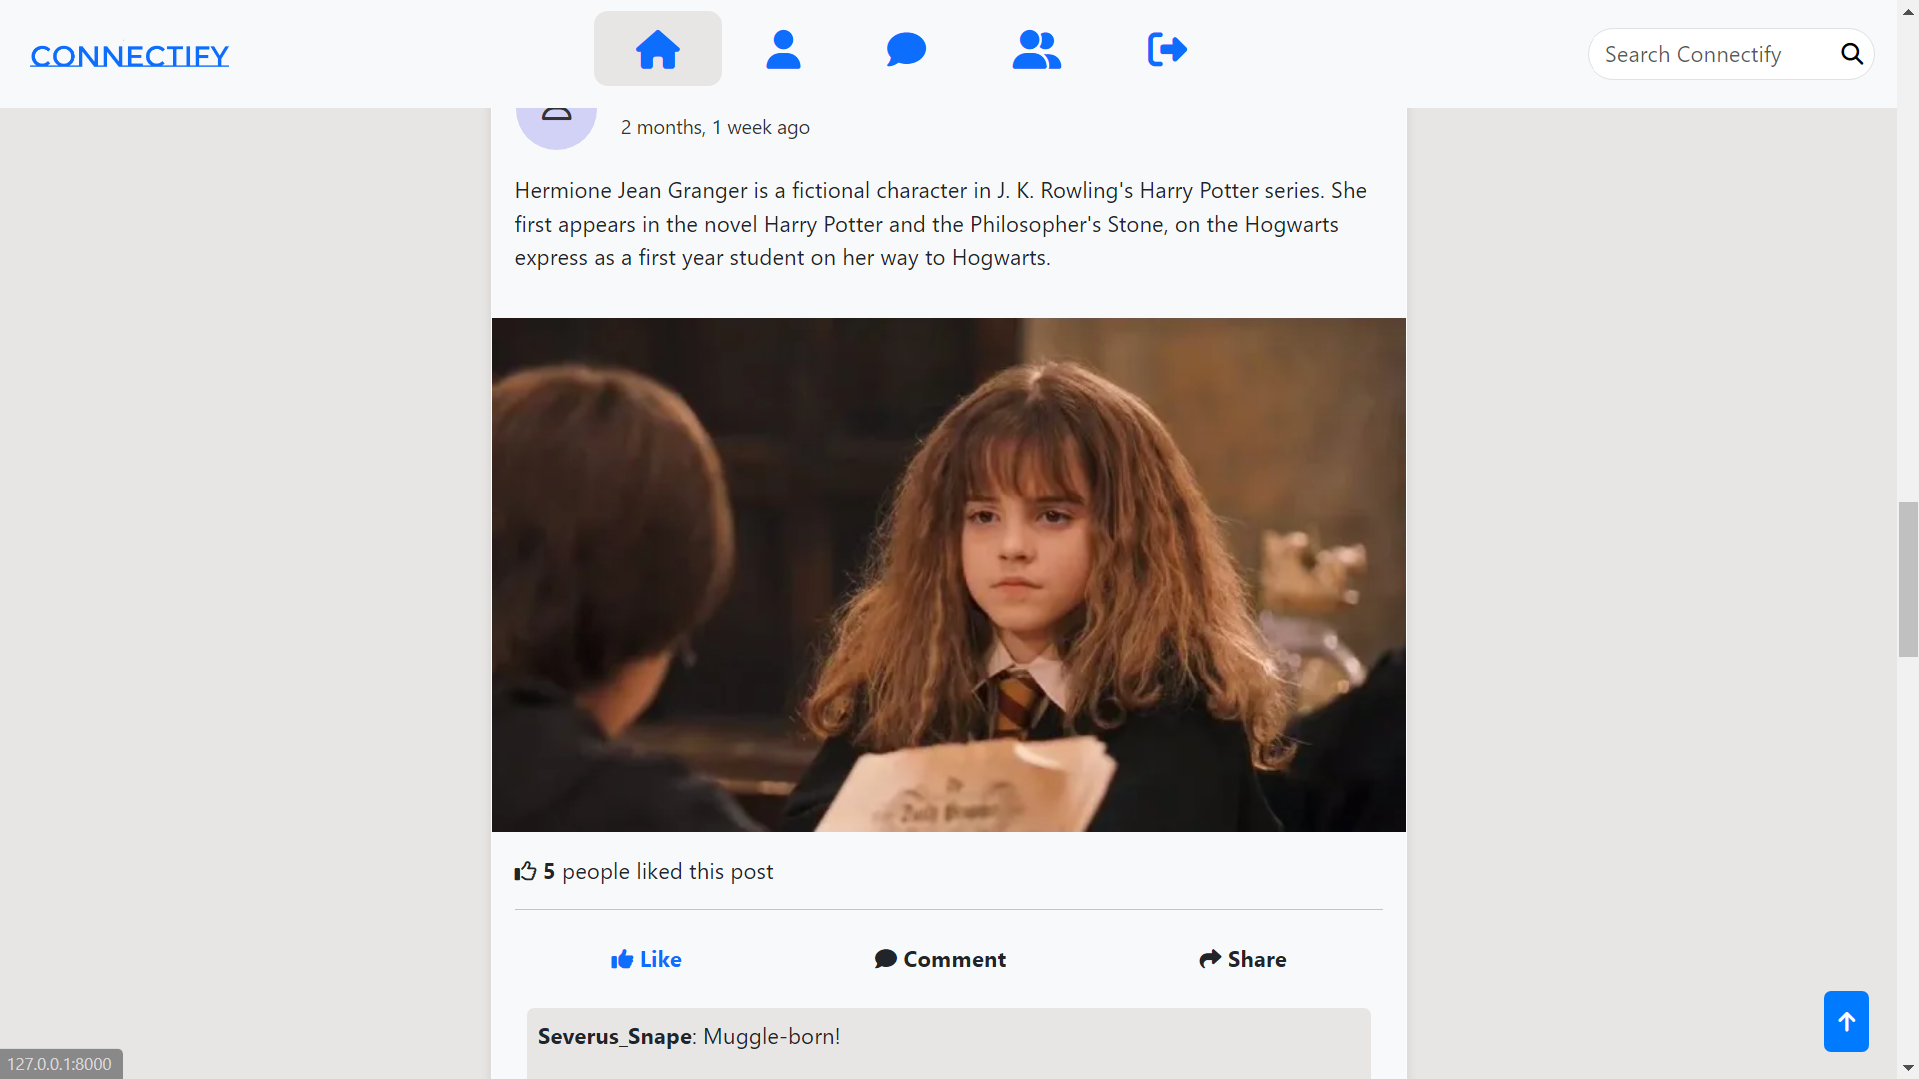 CONNECTIFY
Search Connectify
2 months, 1 week ago
Hermione Jean Granger is a fictional character in J. K. Rowling's Harry Potter series. She
first appears in the novel Harry Potter and the Philosopher's Stone, on the Hogwarts
express as a first year student on her way to Hogwarts.
5 people liked this post
Like
Comment
Share
Severus_Snape: Muggle-born!
127.0.0.1:8000